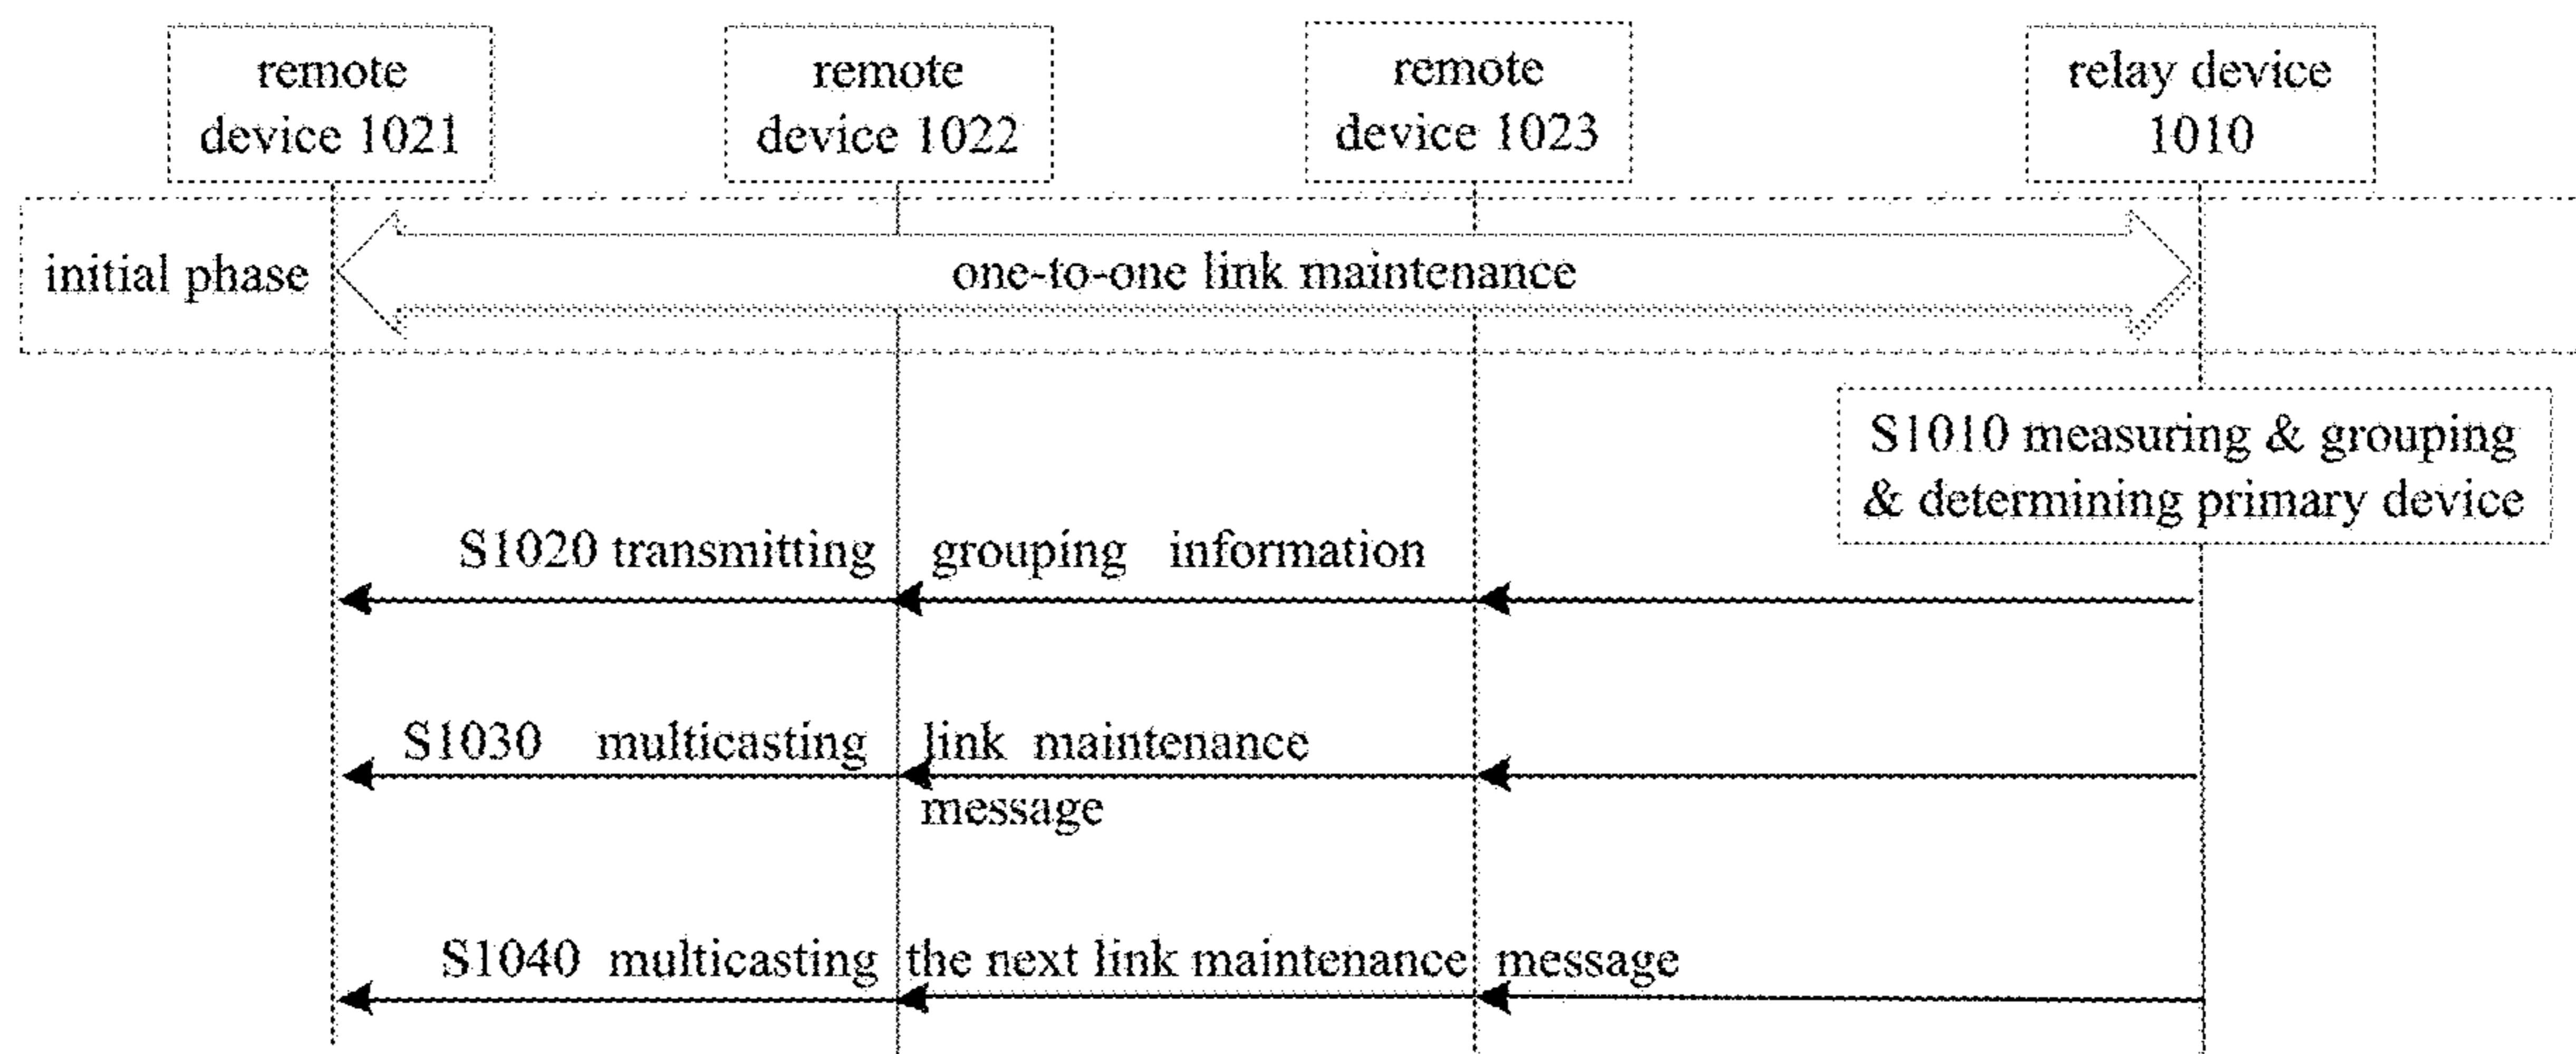 remote
device 1021
remote
device 1022
remote
device 1023
relay device
1010
initial phase
one-to-one link maintenance
S1010 measuring & grouping
& determining primary device
S1020 transmitting grouping information
S1030 multicasting link maintenance
message
S1040 multicasting the next link maintenance message